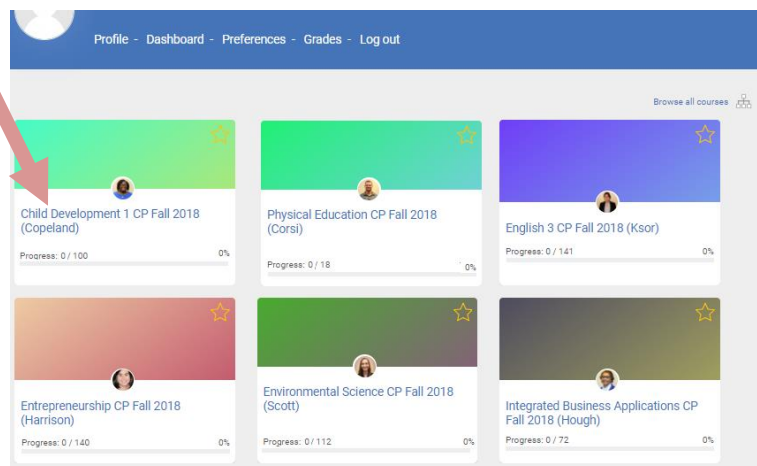 Profile - Dashboard - Preferences - Grades - Log out
Browse all courses
Child Development 1 CP Fall 2018
(Copeland)
Progress: 0 / 100 0%
Physical Education CP Fall 2018
(Corsi)
Progress: 0 / 18 0%
English 3 CP Fall 2018 (Ksor)
Progress: 0 / 141 0%
Entrepreneurship CP Fall 2018
(Harrison)
Progress: 0 / 140 0%
Environmental Science CP Fall 2018
(Scott)
Progress: 0 / 112 0%
Integrated Business Applications CP
Fall 2018 (Hough)
Progress: 0 / 72 0%